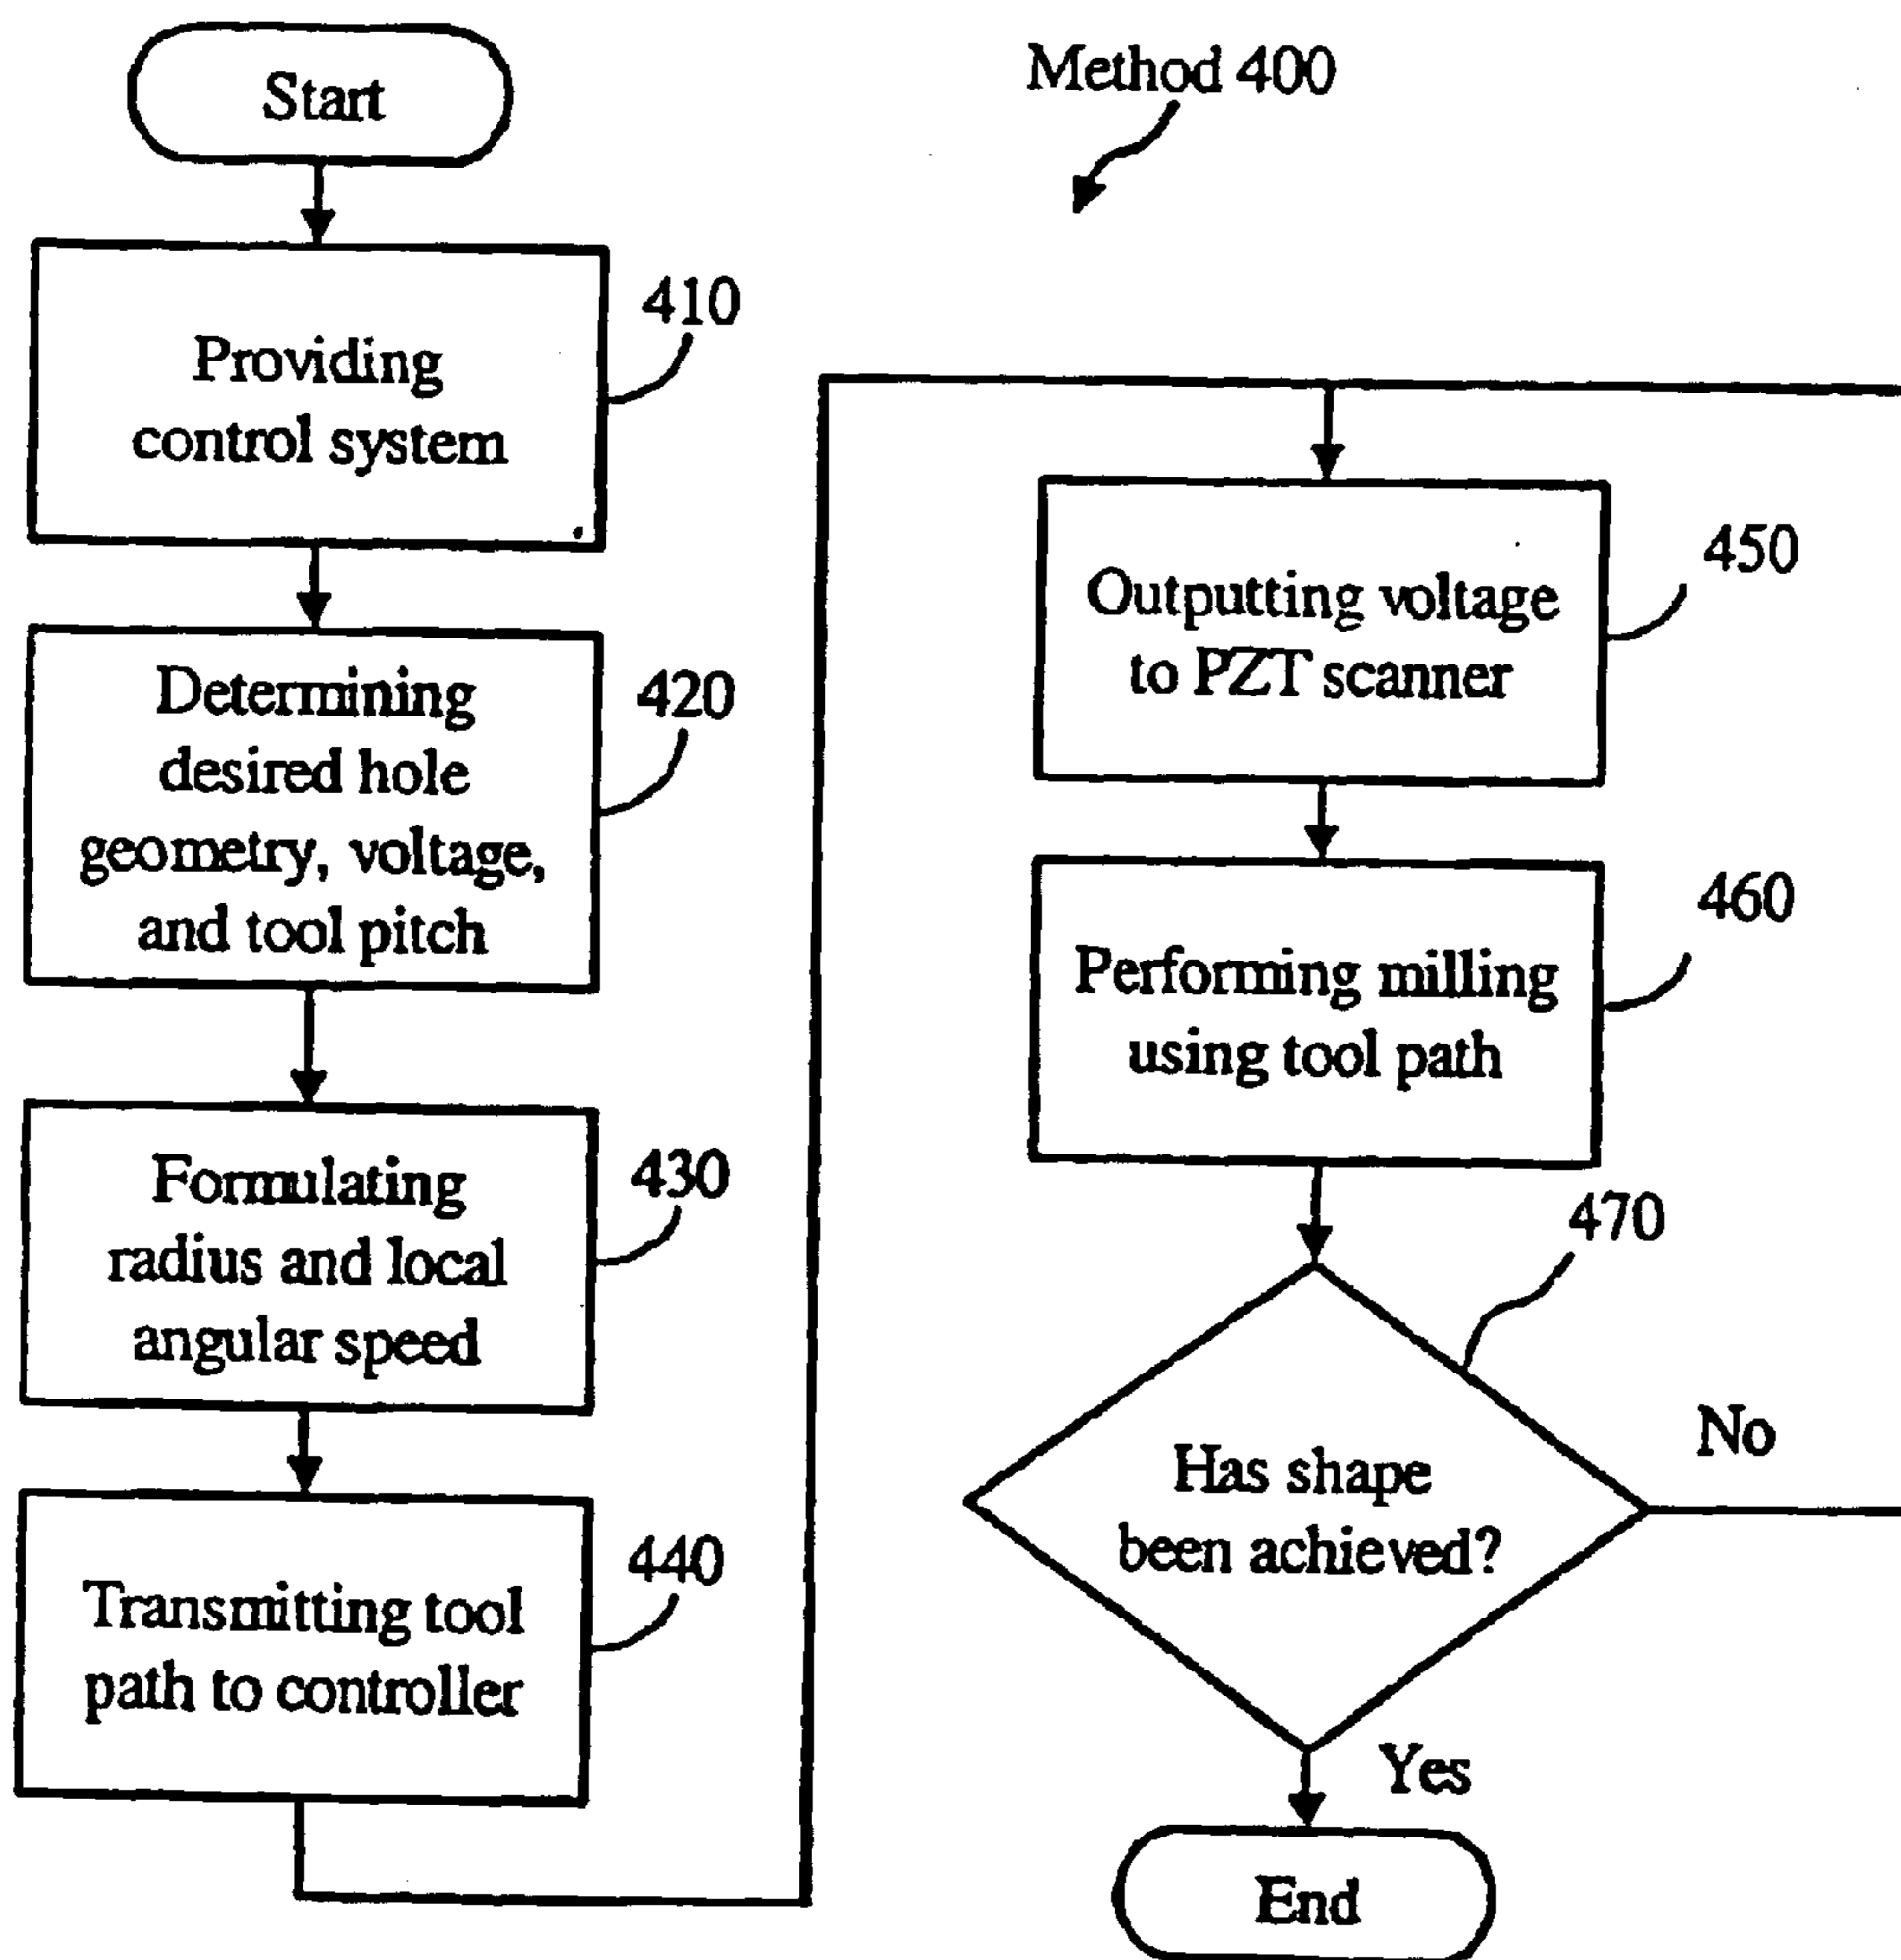 Start
Method 400
Providing
control system
410
Determining
desired hole
geometry, voltage,
and tool pitch
420
Formulating
radius and local
angular speed
430
Transmitting tool
path to controller
440
Outputting voltage
to PZT scanner
450
Performing milling
using tool path
460
Has shape
been achieved?
470
No
Yes
End